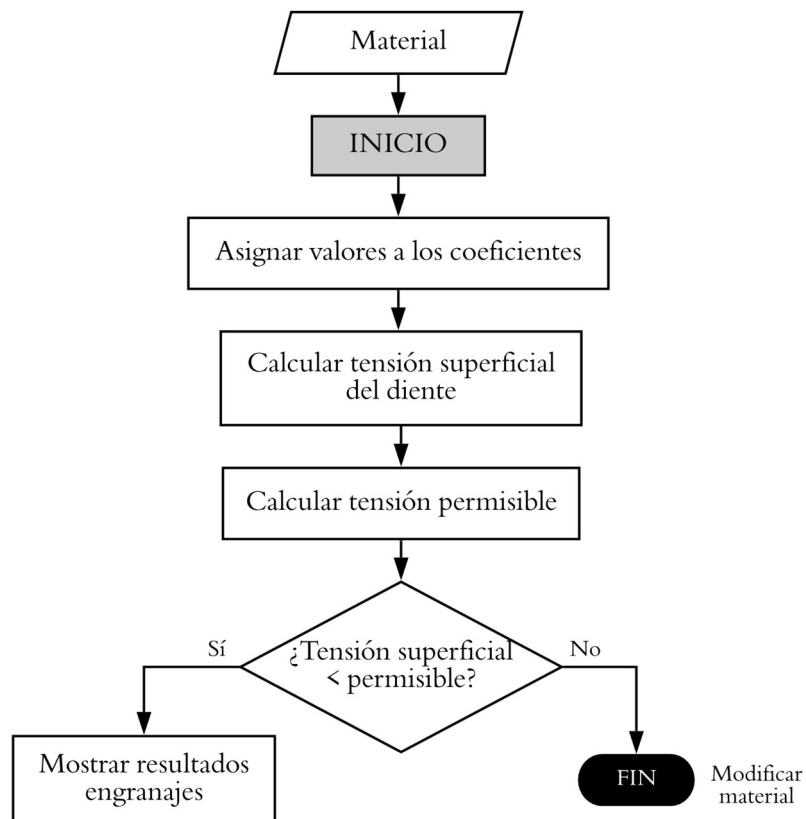 Material
INICIO
Asignar valores a los coeficientes
Calcular tensión superficial
del diente
Calcular tensión permisible
¿Tensión superficial
< permisible?
Sí
No
Mostrar resultados
engranajes
FIN
Modificar
material